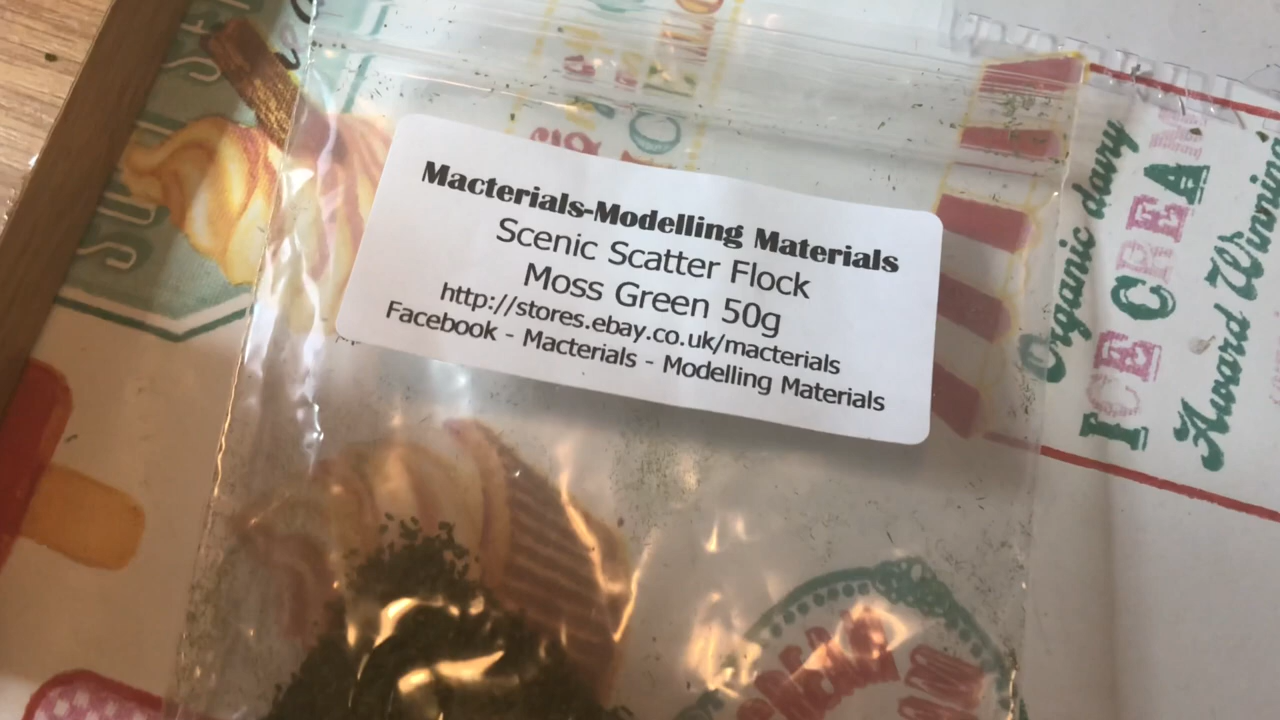 Macterials-Modelling Materials
Scenic Scatter Flock
Moss Green 50g
http://stores.ebay.co.uk/macterials
Facebook - Macterials - Modelling Materials
Organic dairy
ICE CREAM
Award Winning